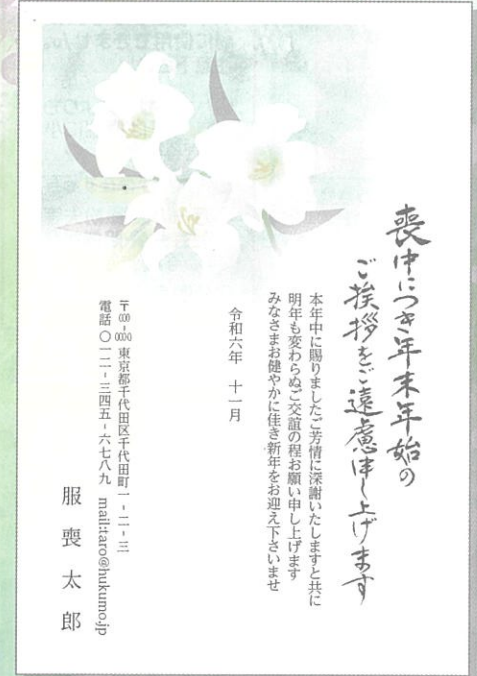 喪中につき年末年始の
ご挨拶をご遠慮申し上げます
本年中に賜りましたご芳情に深謝いたしますと共に
明年も変わらぬご交誼の程お願い申し上げます
みなさまお健やかに佳き新年をお迎え下さいませ
令和六年 十一月
〒000-0000 東京都千代田区千代田町一-二-三
電話 〇一二-三四五-六七八九 mail:taro@hukumo.jp
服喪太郎